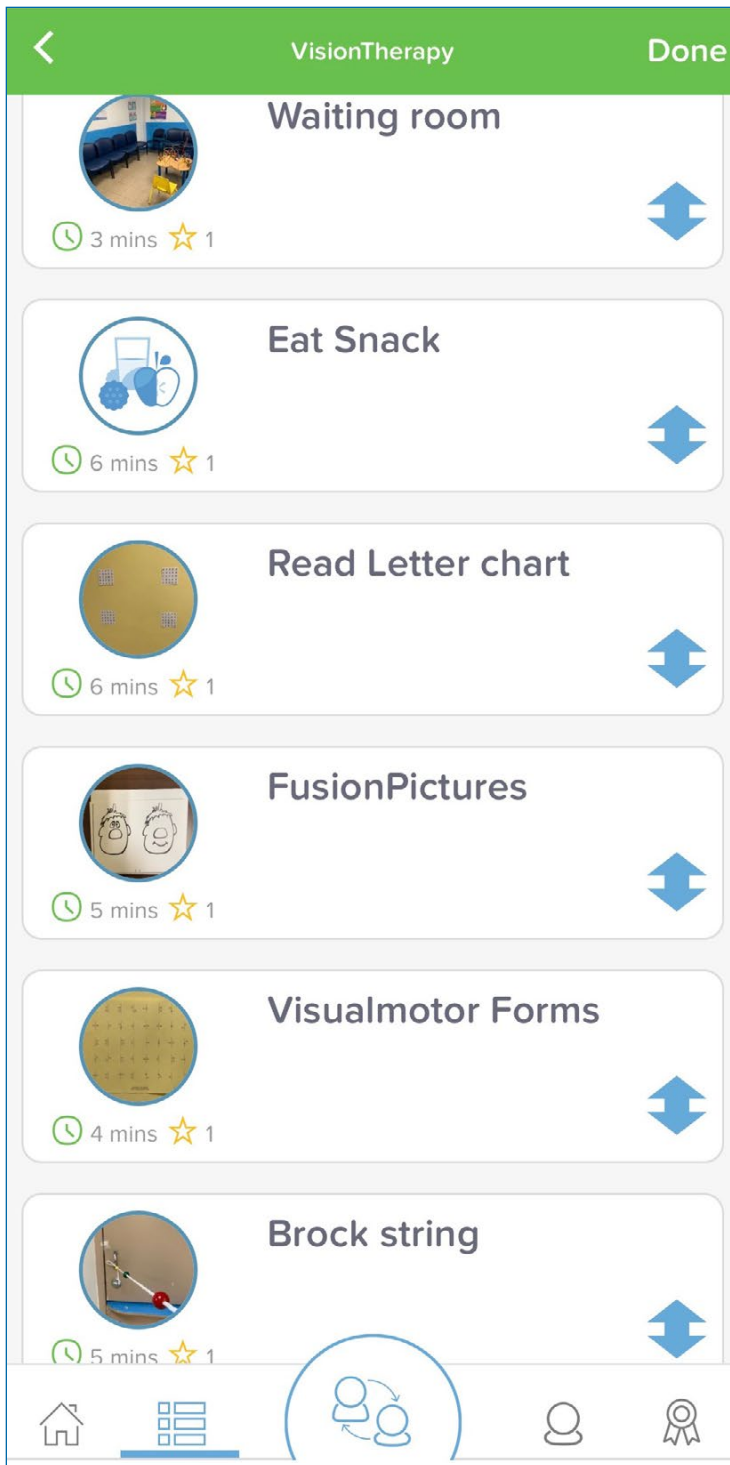 VisionTherapy Done
Waiting room
3 mins 1
Eat Snack
6 mins 1
Read Letter chart
6 mins 1
FusionPictures
5 mins 1
Visualmotor Forms
4 mins 1
Brock string
5 mins 1